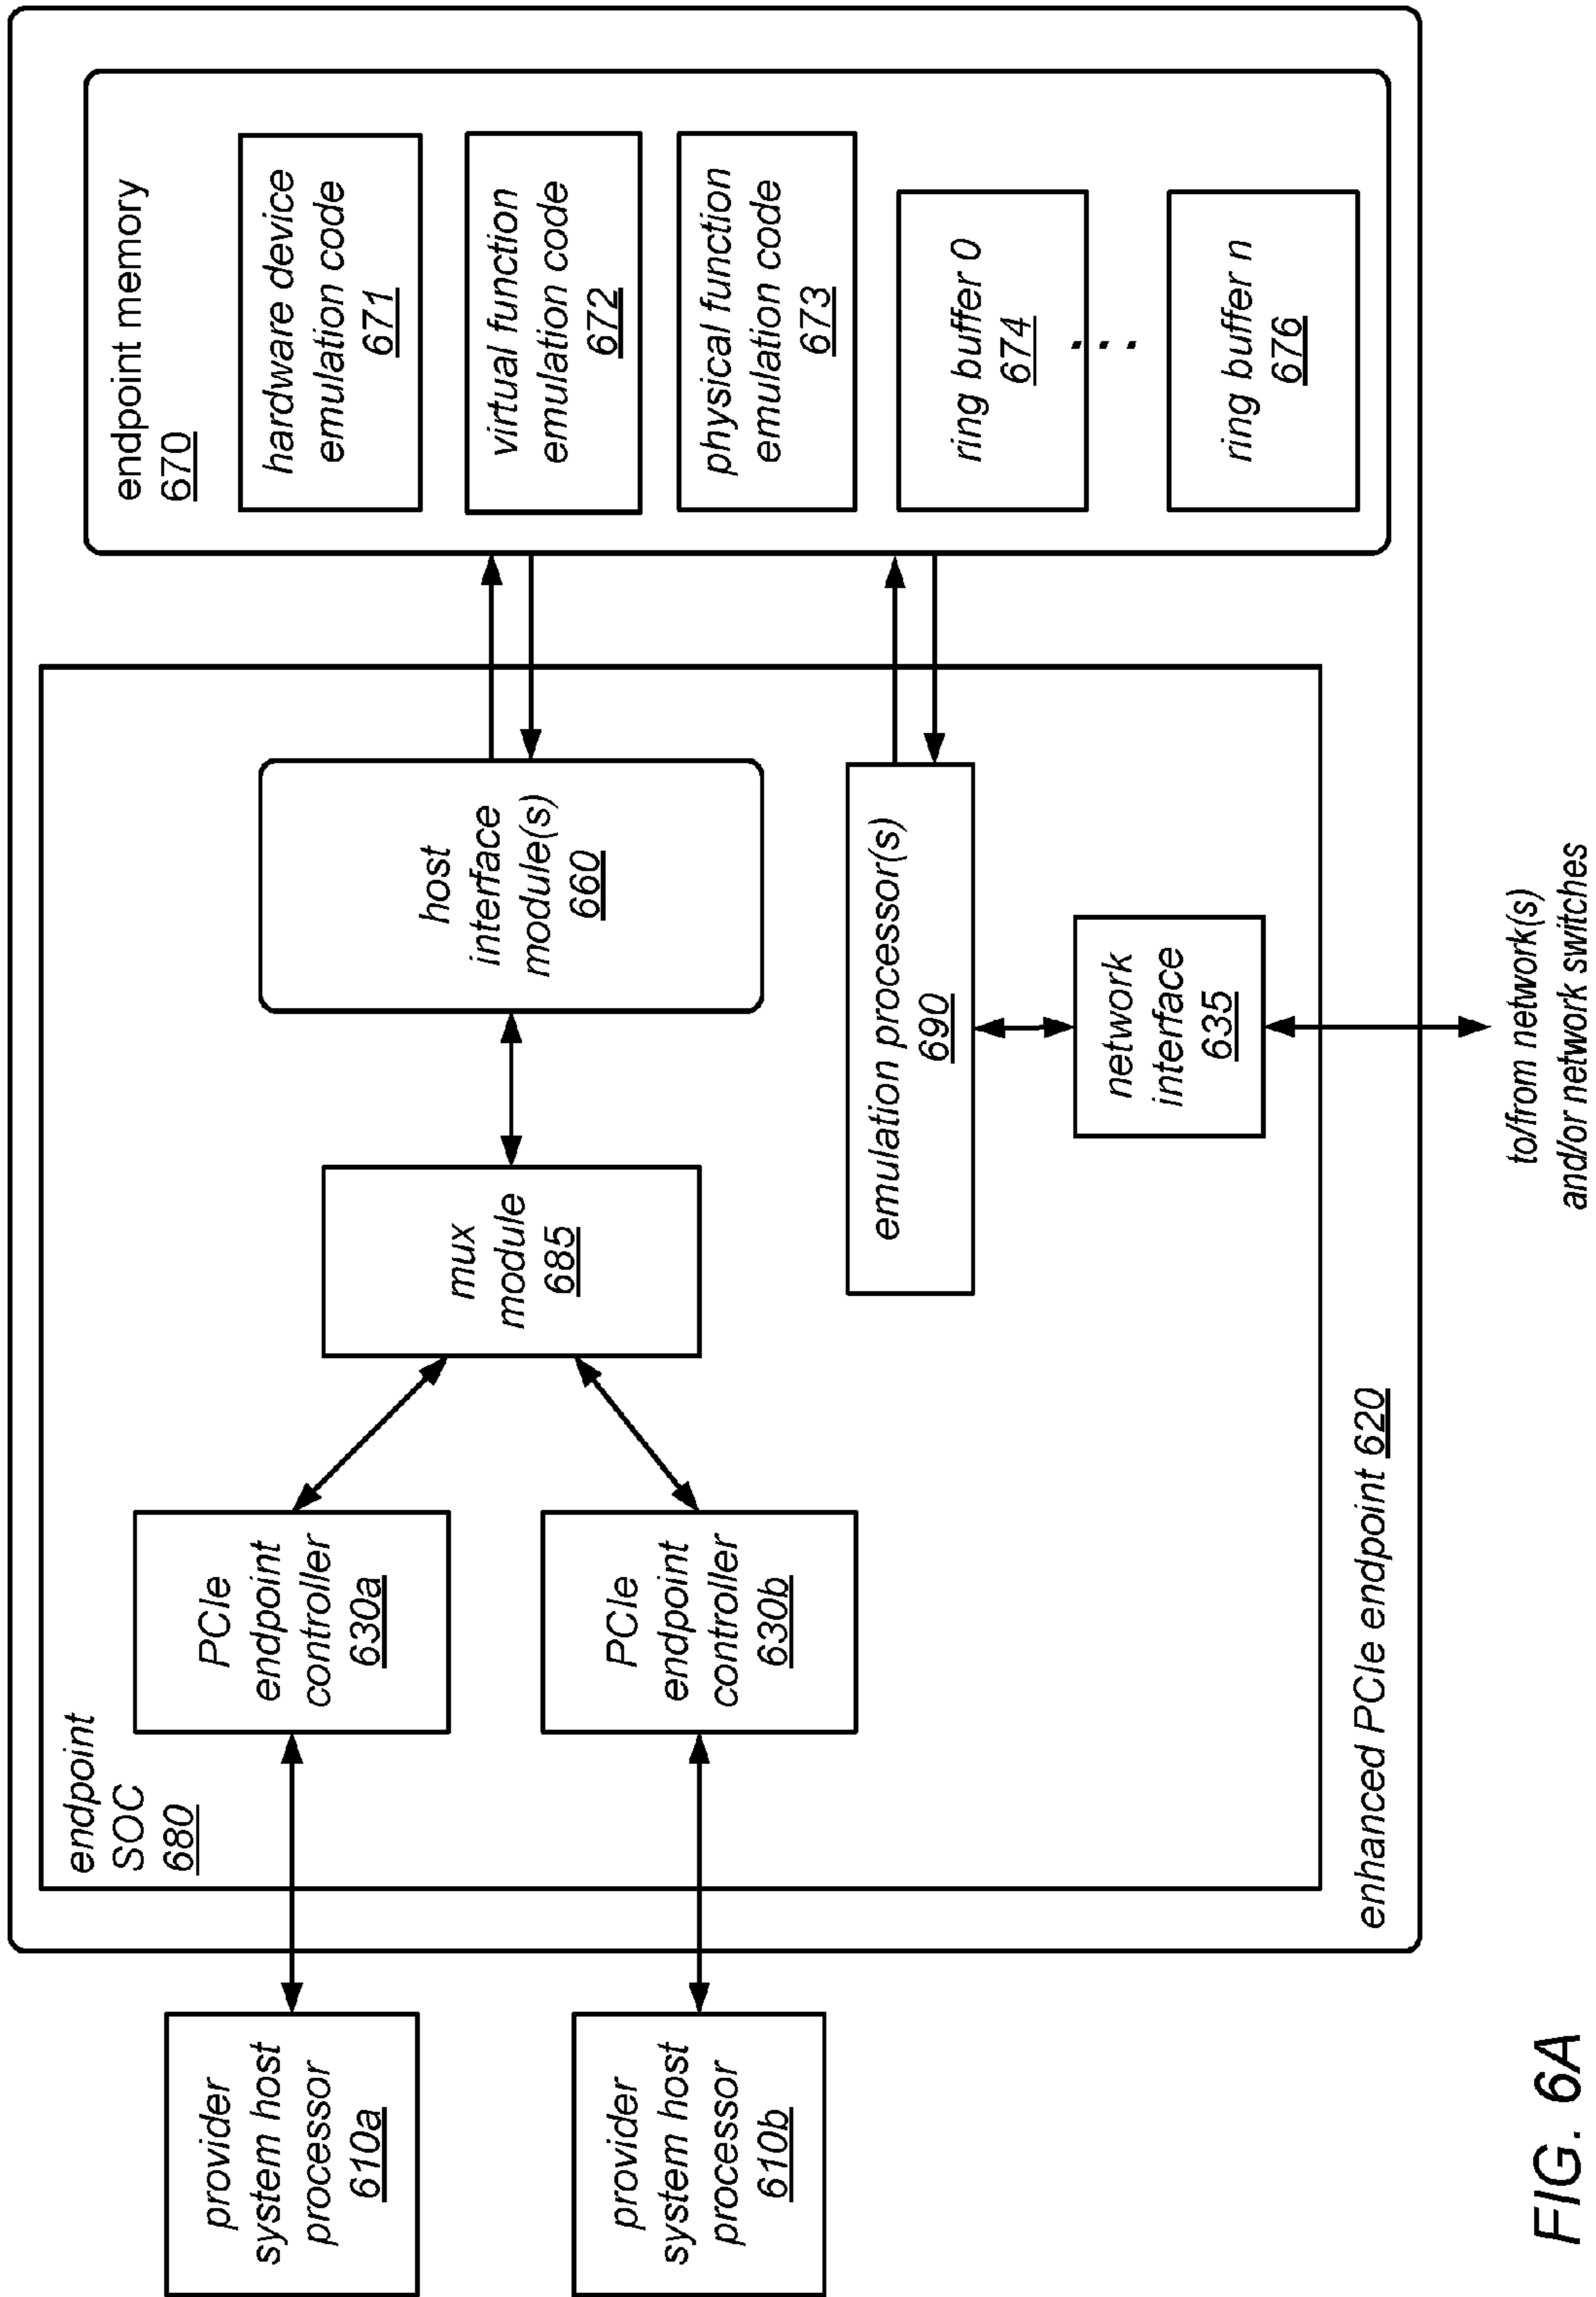 provider
system host
processor
610a
provider
system host
processor
610b
endpoint
SOC
680
PCIe
endpoint
controller
630a
PCIe
endpoint
controller
630b
mux
module
685
host
interface
module(s)
660
emulation processor(s)
690
network
interface
635
endpoint memory
670
hardware device
emulation code
671
virtual function
emulation code
672
physical function
emulation code
673
ring buffer 0
674
...
ring buffer n
676
enhanced PCIe endpoint 620
to/from network(s)
and/or network switches
FIG. 6A